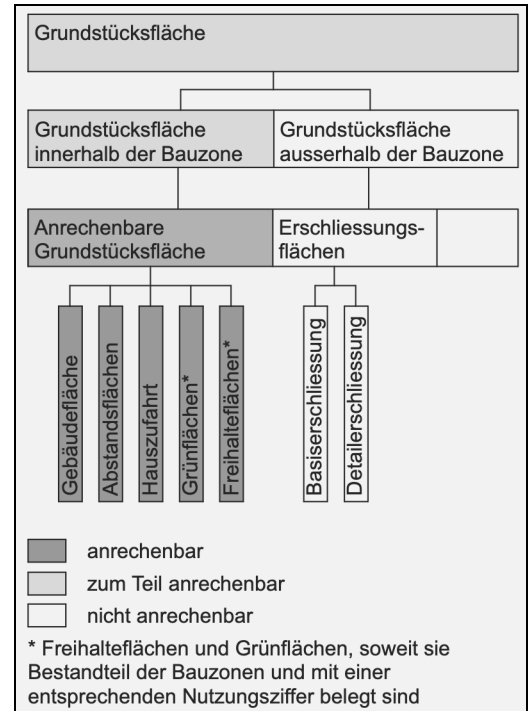 Grundstücksfläche
Grundstücksfläche
innerhalb der Bauzone
Grundstücksfläche
ausserhalb der Bauzone
Anrechenbare
Grundstücksfläche
Erschliessungs-
flächen
Gebäudefläche
Abstandsflächen
Hauszufahrt
Grünflächen*
Freihalteflächen*
Basiserschliessung
Detailerschliessung
anrechenbar
zum Teil anrechenbar
nicht anrechenbar
* Freihalteflächen und Grünflächen, soweit sie
Bestandteil der Bauzonen und mit einer
entsprechenden Nutzungsziffer belegt sind